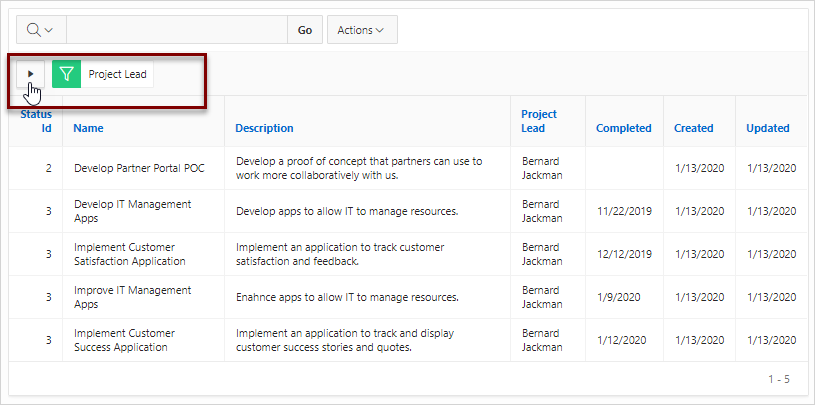 Go
Actions
Project Lead
Status
Id
Name
Description
Project
Lead
Completed
Created
Updated
2
Develop Partner Portal POC
Develop a proof of concept that partners can use to
work more collaboratively with us.
Bernard
Jackman
1/13/2020
1/13/2020
3
Develop IT Management
Apps
Develop apps to allow IT to manage resources.
Bernard
Jackman
11/22/2019
1/13/2020
1/13/2020
3
Implement Customer
Satisfaction Application
Implement an application to track customer
satisfaction and feedback.
Bernard
Jackman
12/12/2019
1/13/2020
1/13/2020
3
Improve IT Management
Apps
Enahnce apps to allow IT to manage resources.
Bernard
Jackman
1/9/2020
1/13/2020
1/13/2020
3
Implement Customer
Success Application
Implement an application to track and display
customer success stories and quotes.
Bernard
Jackman
1/12/2020
1/13/2020
1/13/2020
1 - 5